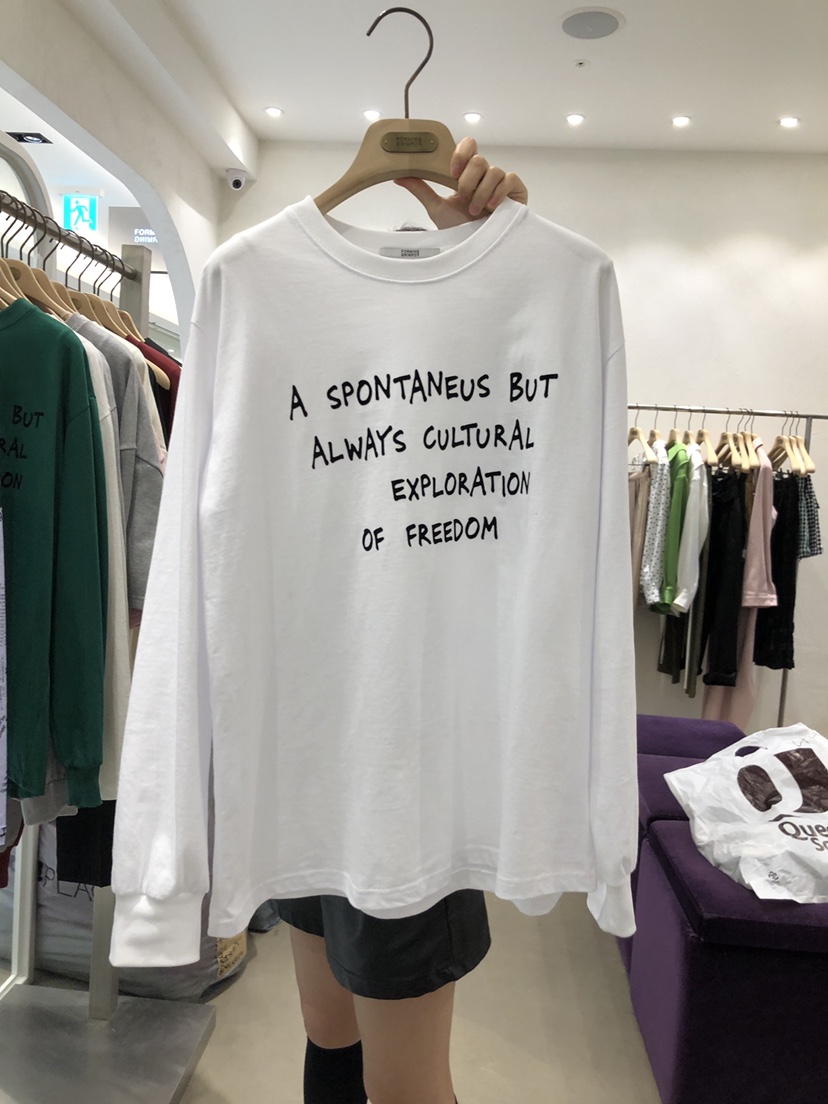 A SPONTANEUS BUT
ALWAYS CULTURAL
EXPLORATION
OF FREEDOM
BUT
RAL
ON